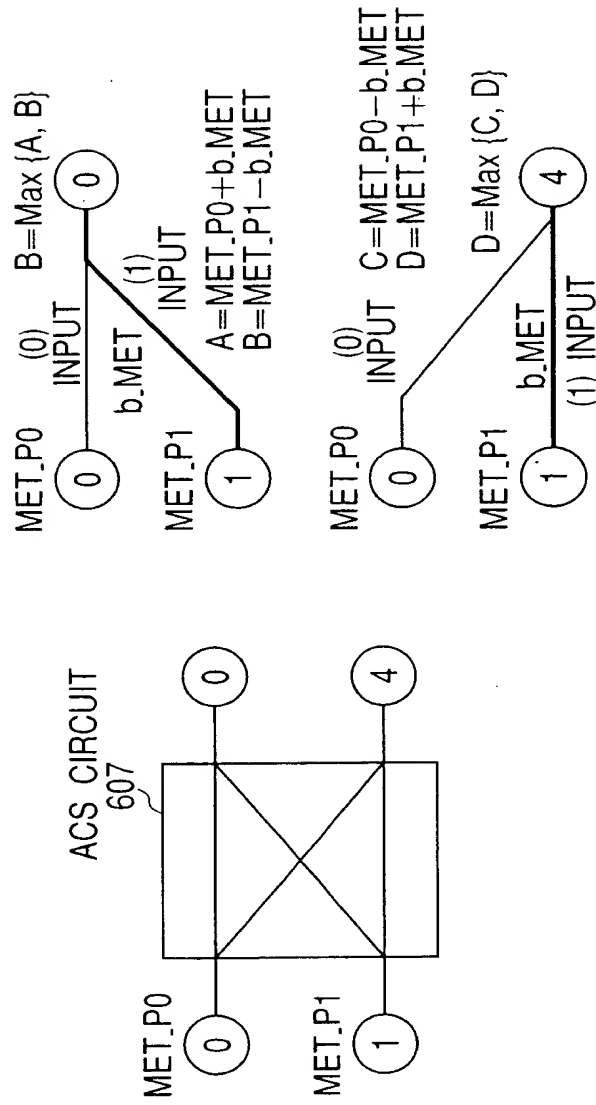 ACS CIRCUIT
607
MET_P0
0
0
MET_P1
1
4
MET_P0
0
(0)
INPUT
B=Max {A, B}
0
b_MET
(1)
INPUT
MET_P1
1
A=MET_P0+b_MET
B=MET_P1-b_MET
MET_P0
0
(0)
INPUT
C=MET_P0-b_MET
D=MET_P1+b_MET
MET_P1
1
b_MET
(1) INPUT
D=Max {C, D}
4